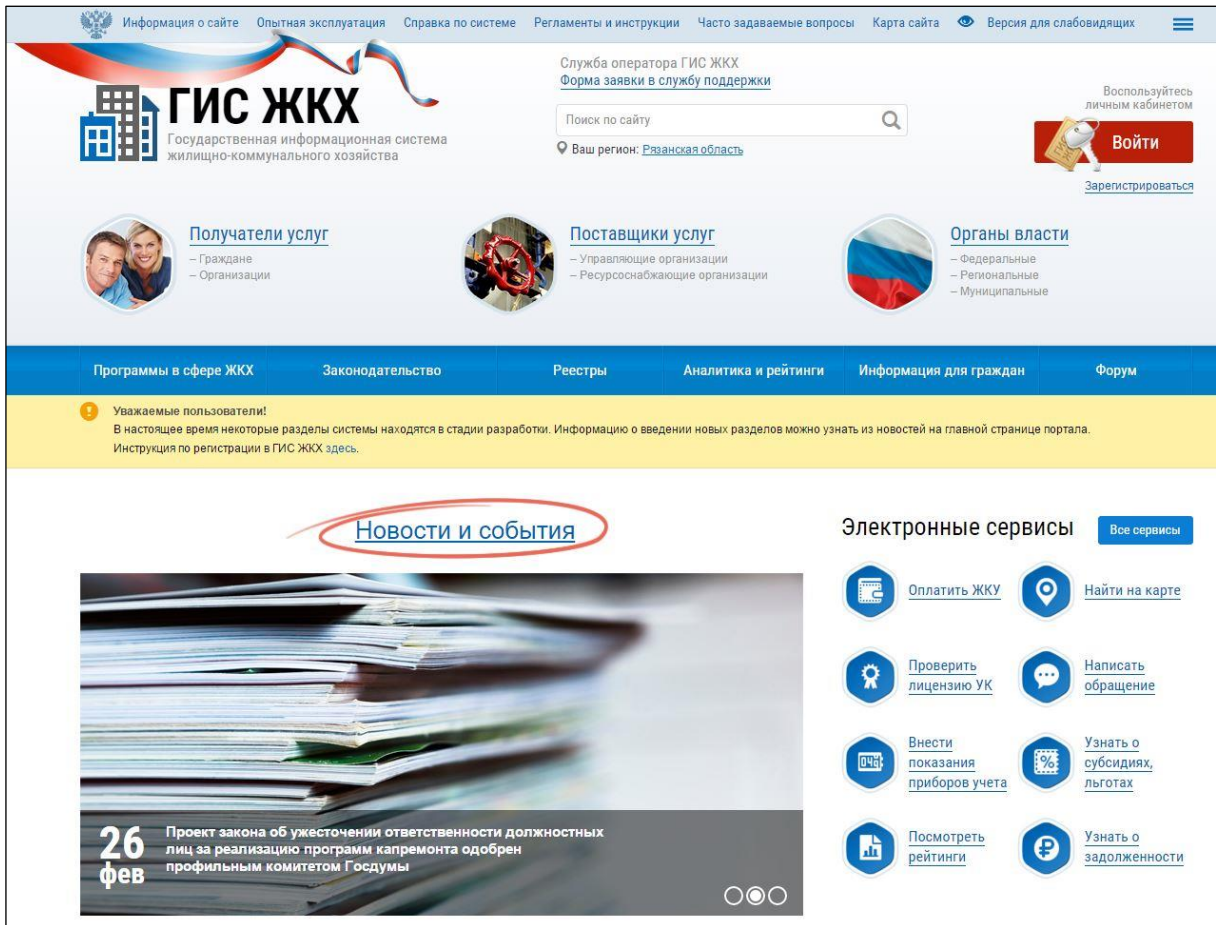 Информация о сайте Опытная эксплуатация Справка по системе Регламенты и инструкции Часто задаваемые вопросы Карта сайта Версия для слабовидящих
ГИС ЖКХ
Государственная информационная система
жилищно-коммунального хозяйства
Служба оператора ГИС ЖКХ
Форма заявки в службу поддержки
Поиск по сайту
Ваш регион: Рязанская область
Воспользуйтесь
личным кабинетом
ГИС ЖКХ
Войти
Зарегистрироваться
Получатели услуг
– Граждане
– Организации
Поставщики услуг
– Управляющие организации
– Ресурсоснабжающие организации
Органы власти
– Федеральные
– Региональные
– Муниципальные
Программы в сфере ЖКХ Законодательство Реестры Аналитика и рейтинги Информация для граждан Форум
Уважаемые пользователи!
В настоящее время некоторые разделы системы находятся в стадии разработки. Информацию о введении новых разделов можно узнать из новостей на главной странице портала.
Инструкция по регистрации в ГИС ЖКХ здесь.
Новости и события
26
фев
Проект закона об ужесточении ответственности должностных
лиц за реализацию программ капремонта одобрен
профильным комитетом Госдумы
Электронные сервисы
Все сервисы
Оплатить ЖКУ
Найти на карте
Проверить
лицензию УК
Написать
обращение
Внести
показания
приборов учета
Узнать о
субсидиях,
льготах
Посмотреть
рейтинги
Узнать о
задолженности